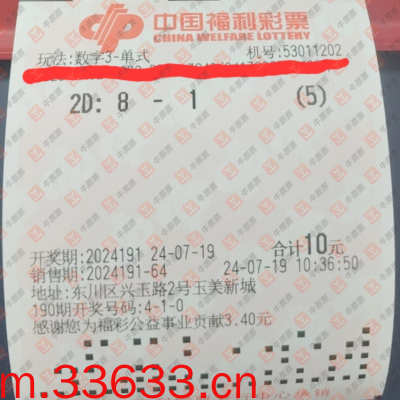 中国福利彩票
CHINA WELFARE LOTTERY
玩法:数字3-单式 机号:53011202
2D: 8 - 1 (5)
开奖期:2024191 24-07-19 合计10元
销售期:2024191-64 24-07-19 10:36:50
地址:东川区兴玉路2号玉美新城
190期开奖号码:4-1-0
感谢您为福彩公益事业贡献3.40元
m.33633.cn